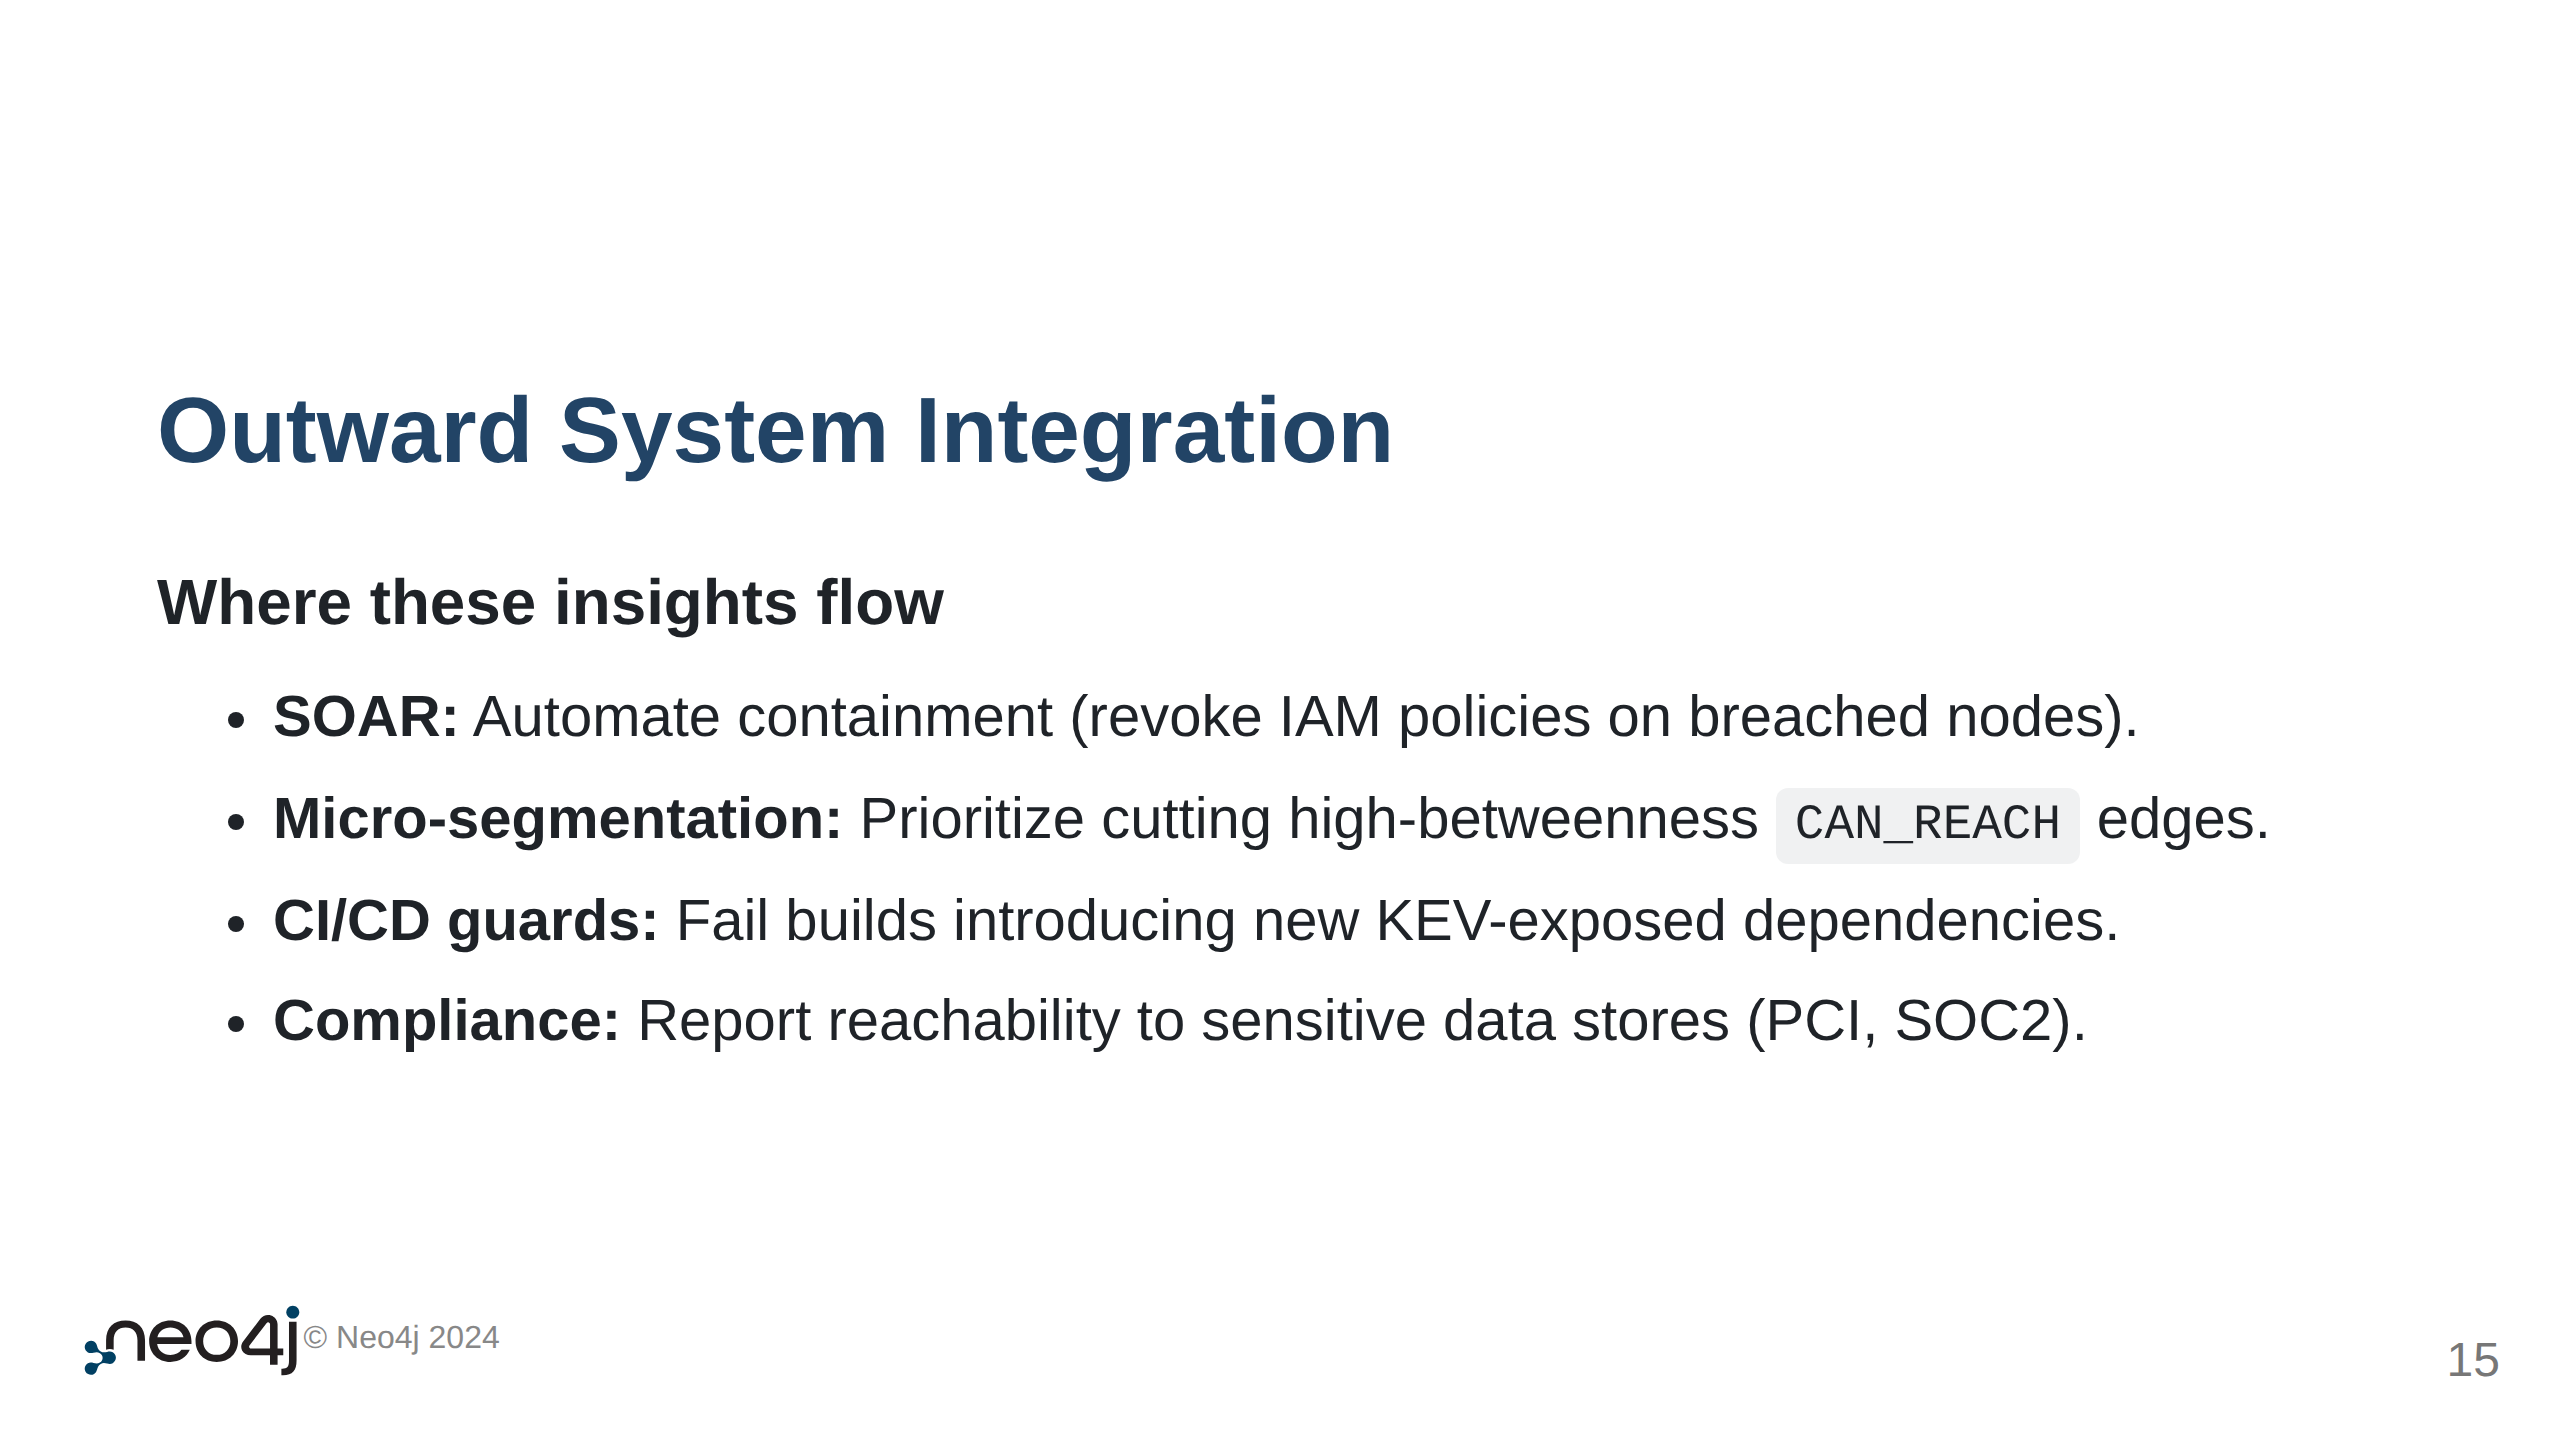 Outward System Integration
Where these insights flow
• SOAR: Automate containment (revoke IAM policies on breached nodes).
• Micro-segmentation: Prioritize cutting high-betweenness CAN_REACH edges.
• CI/CD guards: Fail builds introducing new KEV-exposed dependencies.
• Compliance: Report reachability to sensitive data stores (PCI, SOC2).
neo4j © Neo4j 2024
15